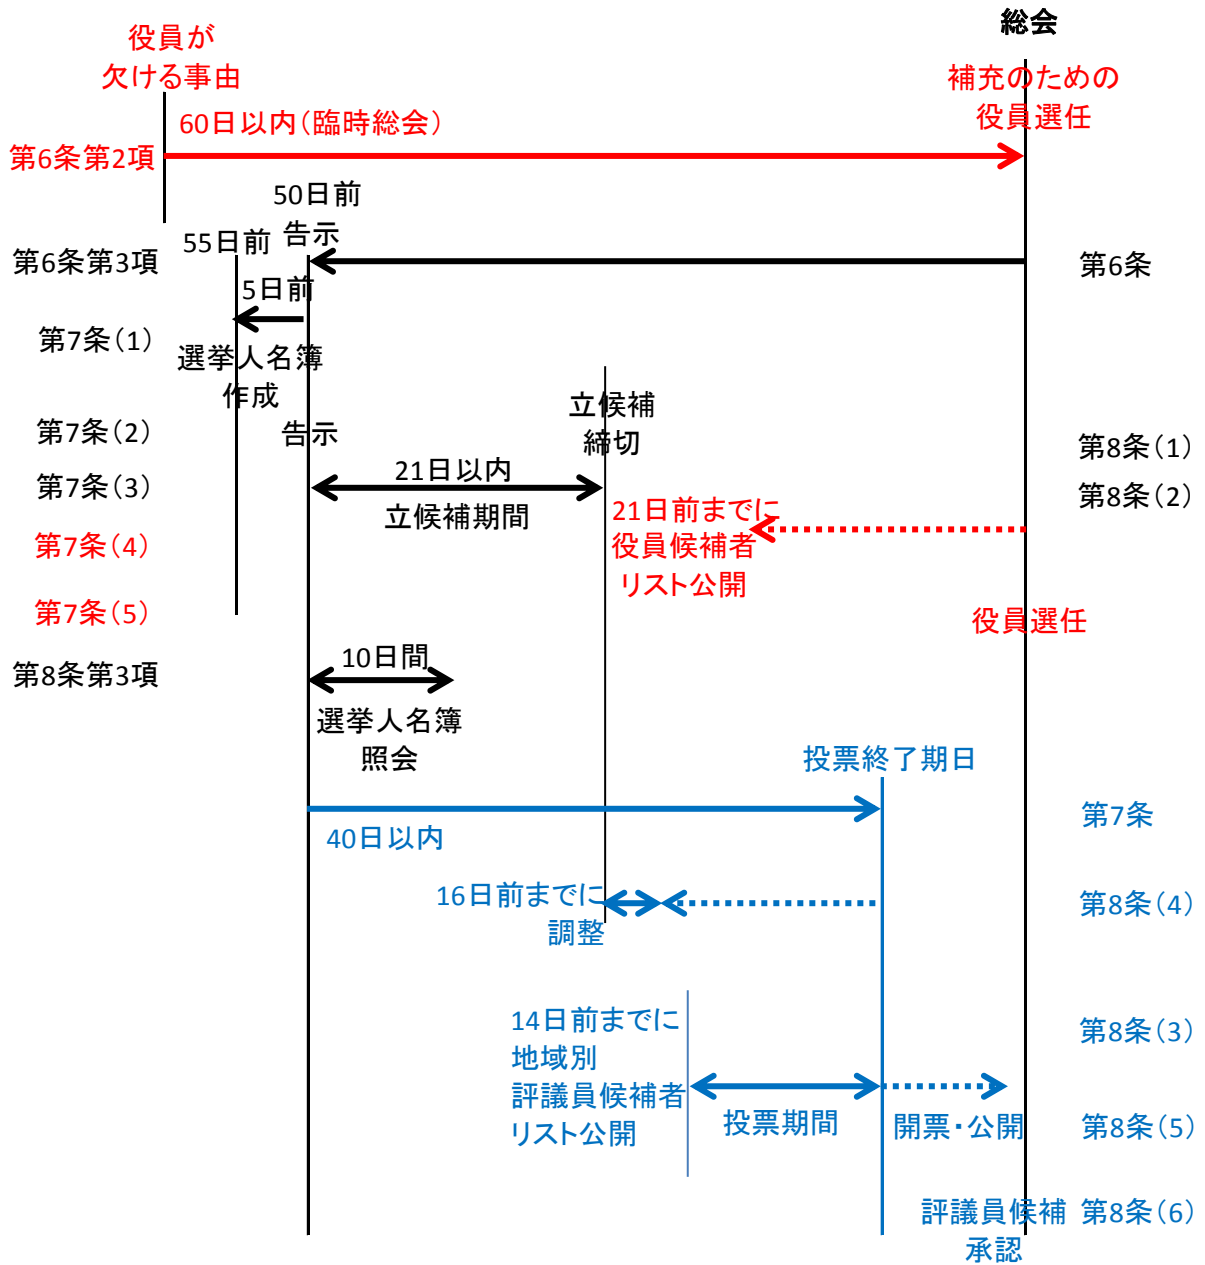 総会
役員が
欠ける事由
補充のための
役員選任
60日以内（臨時総会）
第6条第2項
50日前
告示
55日前
第6条第3項
第6条
5日前
第7条（1）
選挙人名簿
作成
立候補
締切
第7条（2）
告示
第8条（1）
21日以内
第7条（3）
第8条（2）
立候補期間
21日前までに
役員候補者
リスト公開
第7条（4）
第7条（5）
役員選任
10日間
第8条第3項
選挙人名簿
照会
投票終了期日
第7条
40日以内
16日前までに
調整
第8条（4）
14日前までに
地域別
評議員候補者
リスト公開
第8条（3）
投票期間
開票・公開
第8条（5）
評議員候補
承認
第8条（6）